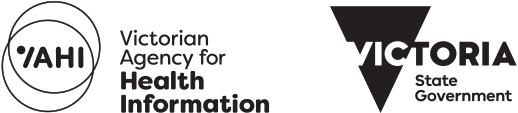 VAHI
Victorian
Agency for
Health
Information
VICTORIA
State
Government